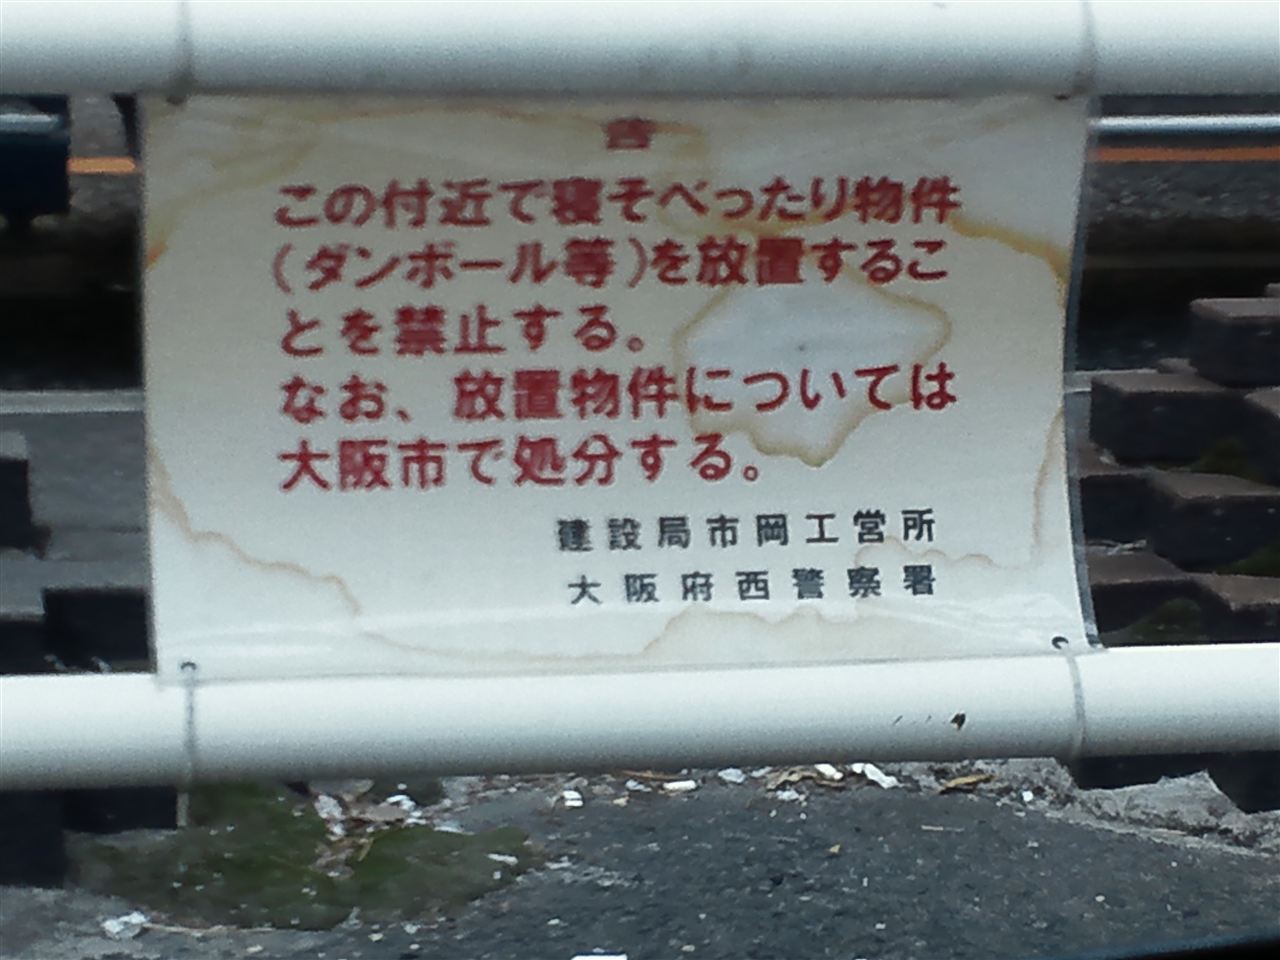 この付近で寝そべったり物件
（ダンボール等）を放置するこ
とを禁止する。
なお、放置物件については
大阪市で処分する。
建設局市岡工営所
大阪府西警察署